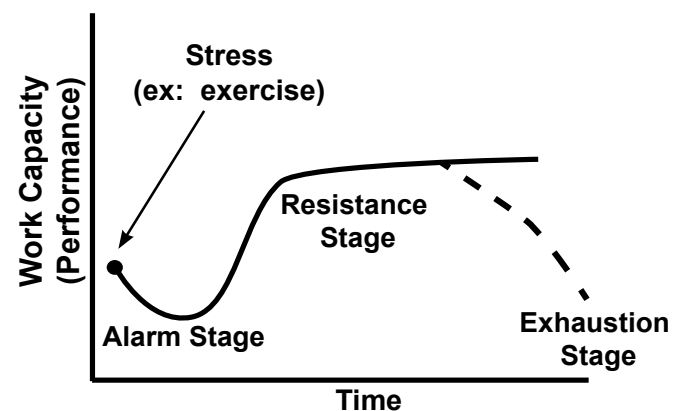 Stress
(ex: exercise)
Work Capacity
(Performance)
Resistance
Stage
Alarm Stage
Exhaustion
Stage
Time